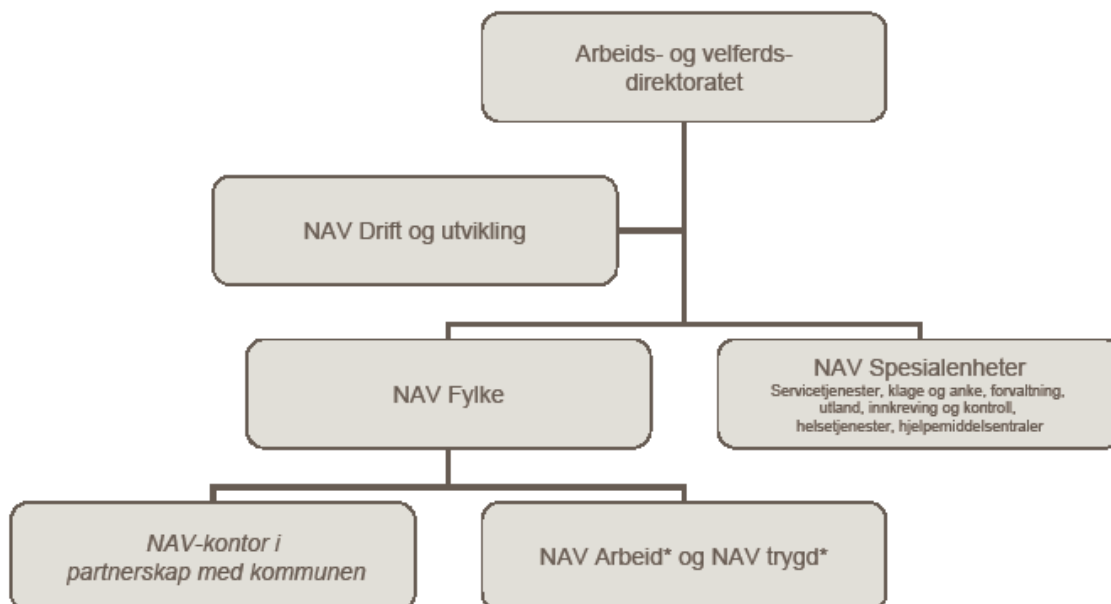 Arbeids- og velferds-
direktoratet
NAV Drift og utvikling
NAV Fylke
NAV Spesialenheter
Servicetjenester, klage og anke, forvaltning,
utland, innkreving og kontroll,
helsetjenester, hjelpemiddelsentraler
NAV-kontor i
partnerskap med kommunen
NAV Arbeid* og NAV trygd*